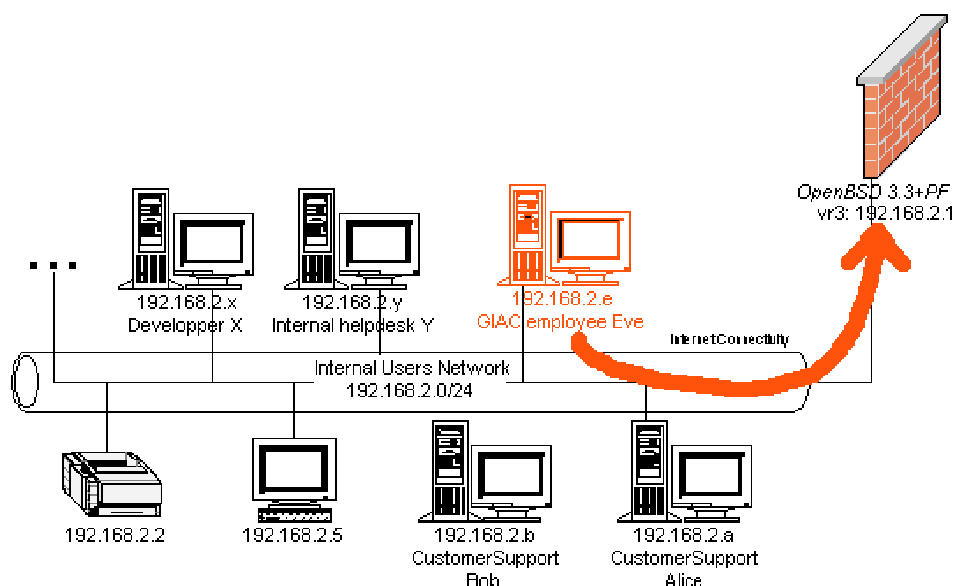 OpenBSD 3.3+PF
vr3: 192.168.2.1
...
192.168.2.x
Developper X
192.168.2.y
Internal helpdesk Y
192.168.2.e
GIAC employee Eve
Internet Connectivity
Internal Users Network
192.168.2.0/24
192.168.2.2
192.168.2.5
192.168.2.b
CustomerSupport
Bob
192.168.2.a
CustomerSupport
Alice